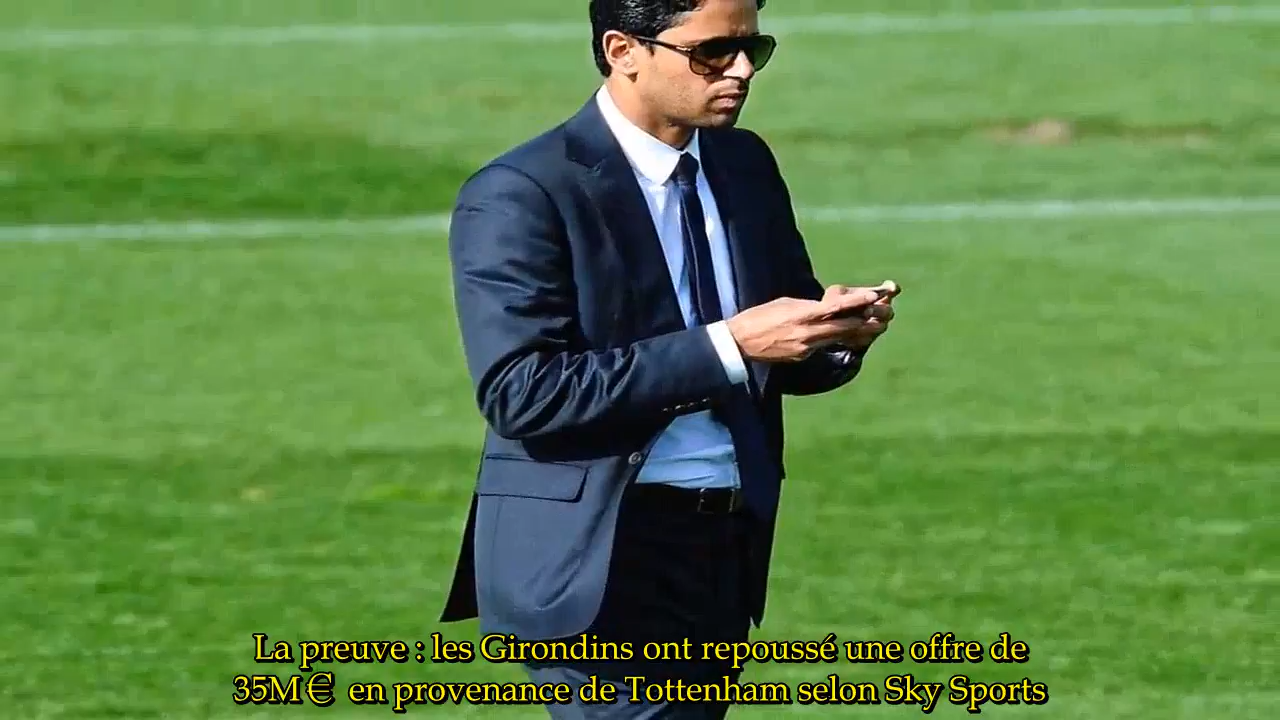 La preuve : les Girondins ont repoussé une offre de
35M€ en provenance de Tottenham selon Sky Sports